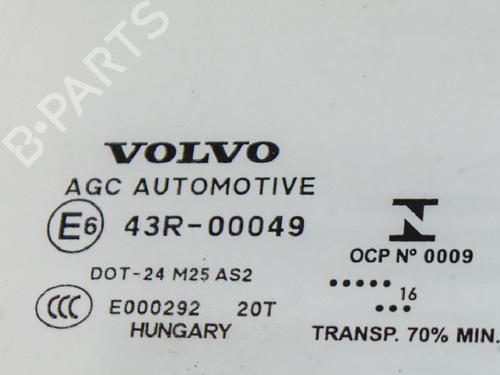 B-PARTS
VOLVO
AGC AUTOMOTIVE
E6 43R-00049
DOT-24 M25 AS2
CCC E000292 20T
HUNGARY
N
OCP Nº 0009
..... 16
...
TRANSP. 70% MIN.